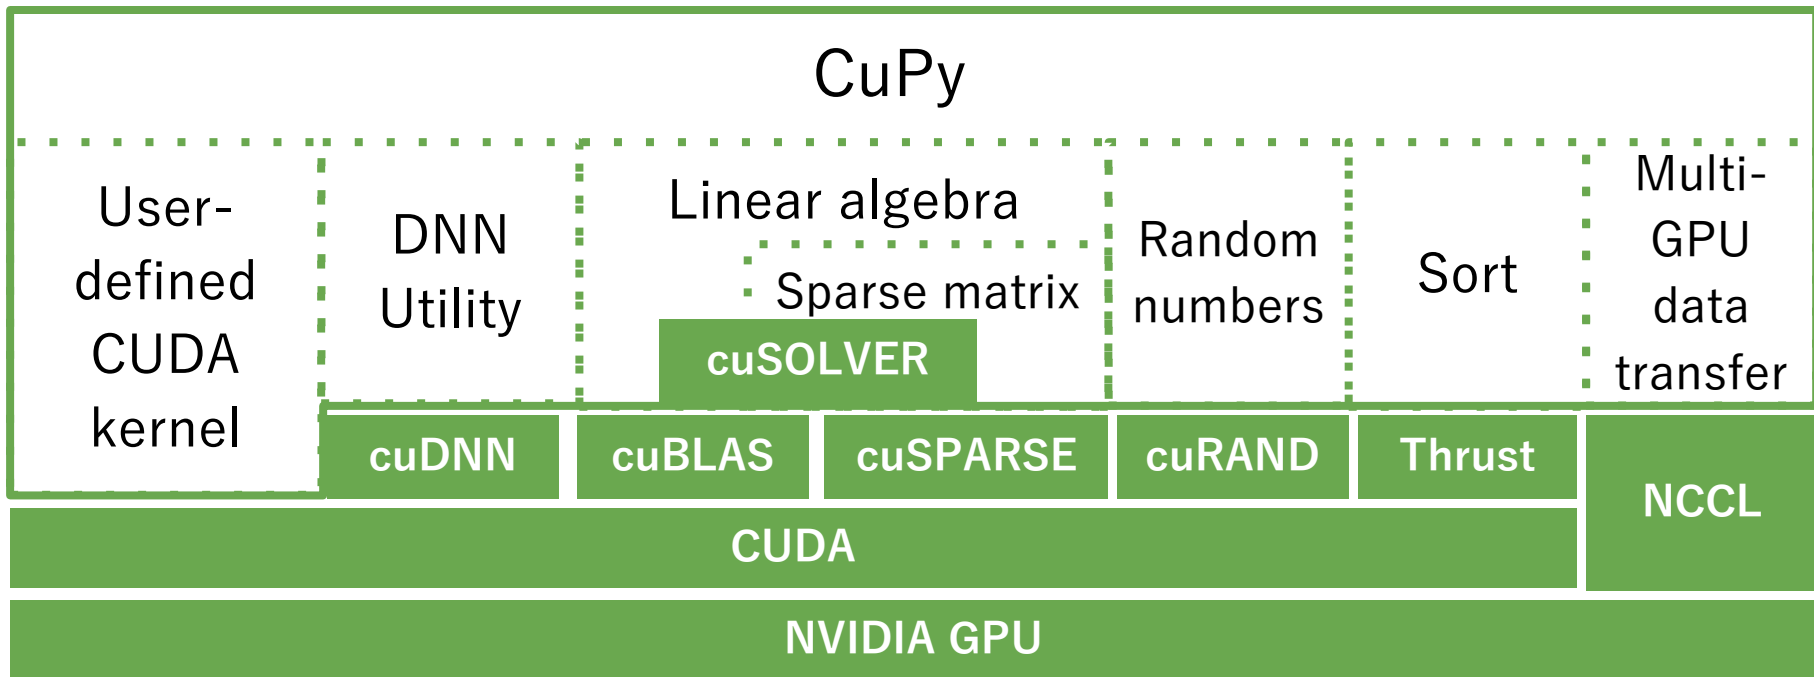 CuPy
User-
defined
CUDA
kernel
DNN
Utility
Linear algebra
Sparse matrix
cuSOLVER
Random
numbers
Sort
Multi-
GPU
data
transfer
cuDNN
cuBLAS
cuSPARSE
cuRAND
Thrust
NCCL
CUDA
NVIDIA GPU